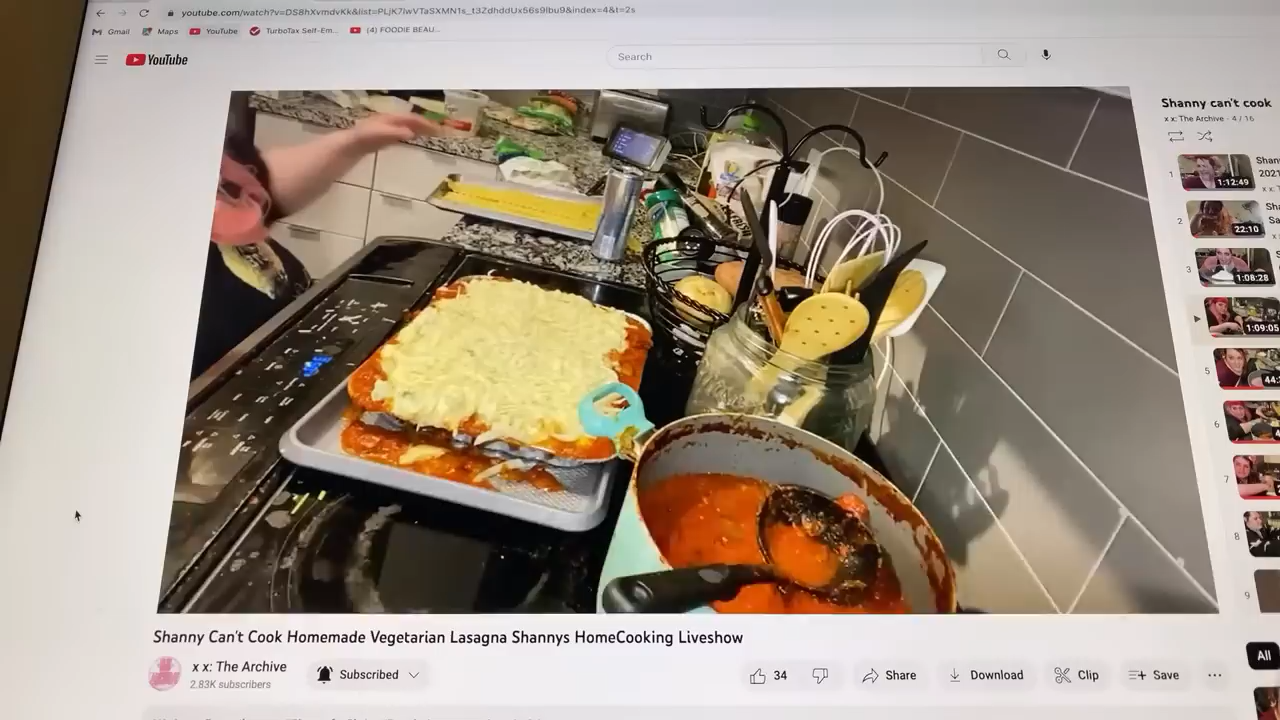 youtube.com/watch?v=DS8hXvmdvKk&list=PLjK7iwVTaSXMN1s_t3ZdhddUx56s9Ibu9&index=4&t=2s
Gmail Maps YouTube TurboTax Self-Em... (4) FOODIE BEAU...
YouTube
Search
Shanny can't cook
x x: The Archive - 4 / 16
1 1:12:49 2021
2 22:10
3 1:08:28
1:09:05
5
6
7
8
9
Shanny Can't Cook Homemade Vegetarian Lasagna Shannys HomeCooking Liveshow
x x: The Archive
2.83K subscribers
Subscribed
34 Share Download Clip Save ...
All